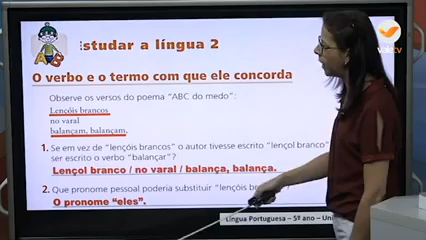 Estudar a língua 2
O verbo e o termo com que ele concorda
Observe os versos do poema "ABC do medo":
Lençóis brancos
no varal
balançam, balançam,
1. Se em vez de "lençóis brancos" o autor tivesse escrito "lençol branco"
ser escrito o verbo "balançar"?
Lençol branco / no varal / balança, balança.
2. Que pronome pessoal poderia substituir "lençóis
O pronome "eles".
Língua Portuguesa – 5º ano – Uni
A B
tv